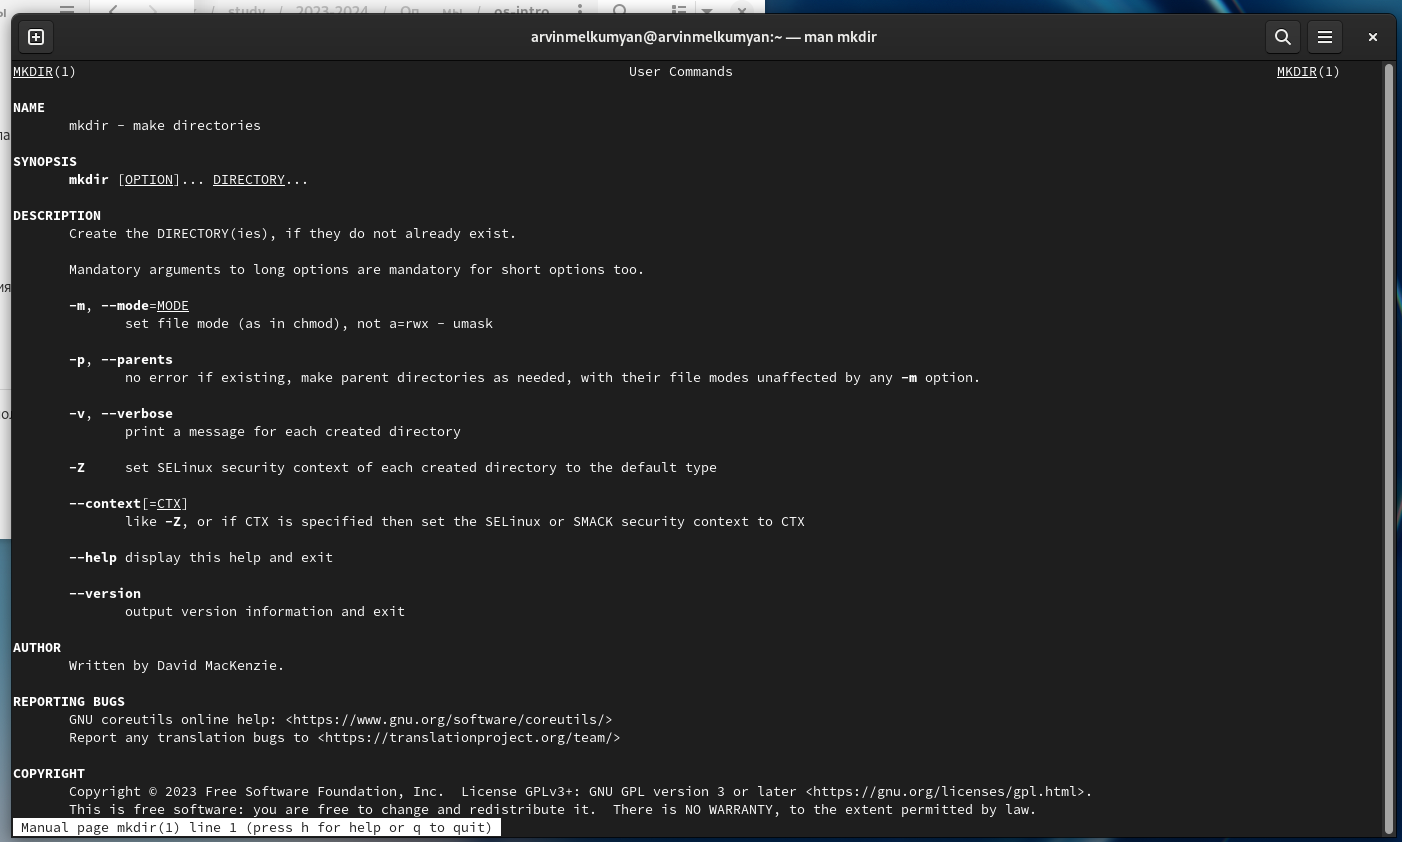 study / 2023-2024 / Оп... мы / os-intro
arvinmelkumyan@arvinmelkumyan:~ — man mkdir
MKDIR(1) User Commands MKDIR(1)
NAME
mkdir - make directories
SYNOPSIS
mkdir [OPTION]... DIRECTORY...
DESCRIPTION
Create the DIRECTORY(ies), if they do not already exist.
Mandatory arguments to long options are mandatory for short options too.
-m, --mode=MODE
set file mode (as in chmod), not a=rwx - umask
-p, --parents
no error if existing, make parent directories as needed, with their file modes unaffected by any -m option.
-v, --verbose
print a message for each created directory
-Z set SELinux security context of each created directory to the default type
--context[=CTX]
like -Z, or if CTX is specified then set the SELinux or SMACK security context to CTX
--help display this help and exit
--version
output version information and exit
AUTHOR
Written by David MacKenzie.
REPORTING BUGS
GNU coreutils online help: <https://www.gnu.org/software/coreutils/>
Report any translation bugs to <https://translationproject.org/team/>
COPYRIGHT
Copyright © 2023 Free Software Foundation, Inc. License GPLv3+: GNU GPL version 3 or later <https://gnu.org/licenses/gpl.html>.
This is free software: you are free to change and redistribute it. There is NO WARRANTY, to the extent permitted by law.
Manual page mkdir(1) line 1 (press h for help or q to quit)